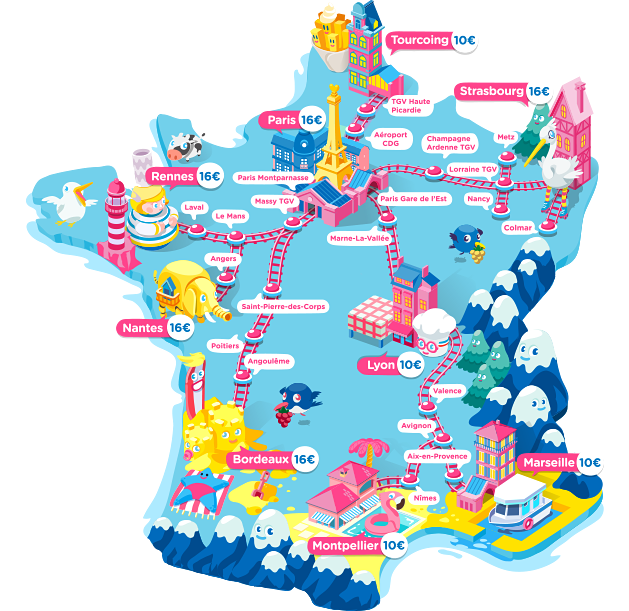 Tourcoing 10€
Strasbourg 16€
TGV Haute
Picardie
Paris 16€
Aéroport
CDG
Champagne
Ardenne TGV
Metz
Lorraine TGV
Rennes 16€
Paris Montparnasse
Massy TGV
Paris Gare de l'Est
Nancy
Laval
Le Mans
Colmar
Marne-La-Vallée
Angers
Saint-Pierre-des-Corps
Nantes 16€
Poitiers
Angoulême
Lyon 10€
Valence
Avignon
Aix-en-Provence
Bordeaux 16€
Marseille 10€
Nîmes
Montpellier 10€